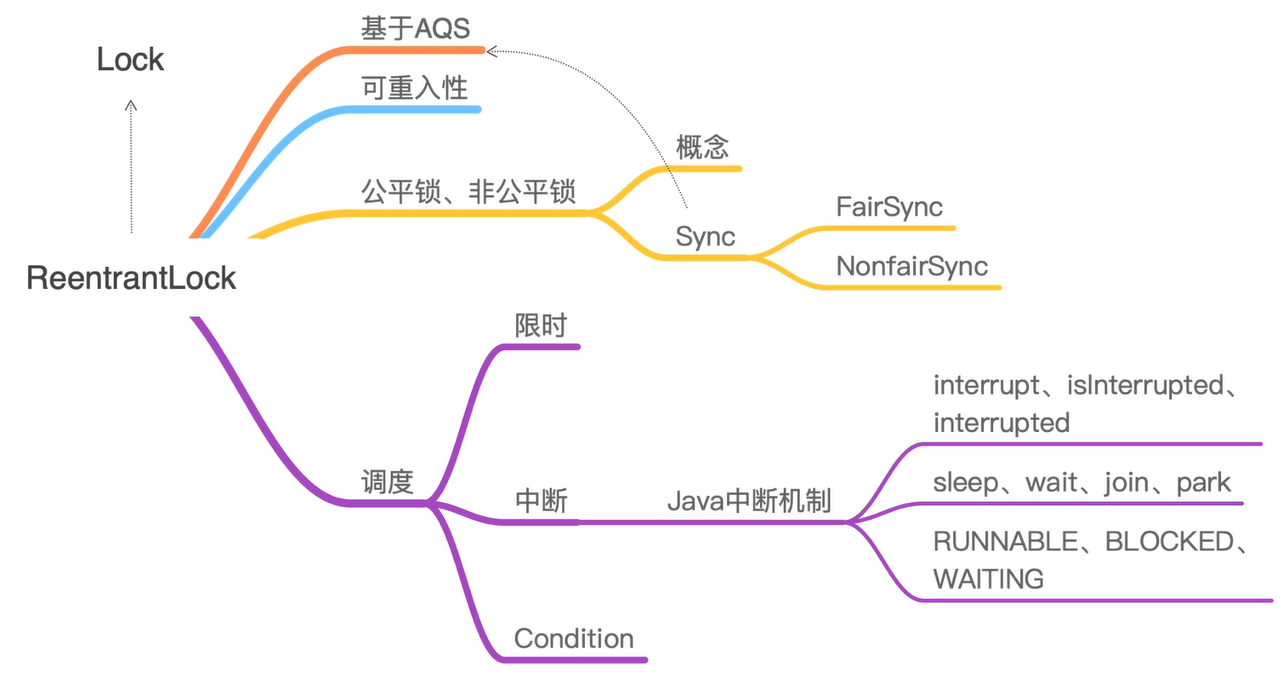 Lock
ReentrantLock
基于AQS
可重入性
公平锁、非公平锁
概念
Sync
FairSync
NonfairSync
调度
限时
中断
Java中断机制
interrupt、isInterrupted、
interrupted
sleep、wait、join、park
RUNNABLE、BLOCKED、
WAITING
Condition